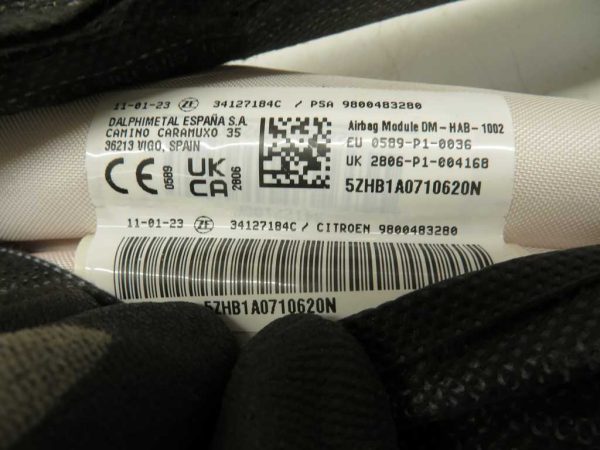 11-01-23 ZF 34127184C / PSA 9800483280
DALPHIMETAL ESPAÑA S.A.
CAMINO CARAMUXO 35
36213 VIGO, SPAIN
CE 0589 UK CA 2806
Airbag Module DM-HAB-1002
EU 0589-P1-0036
UK 2806-P1-004168
5ZHB1A0710620N
11-01-23 ZF 34127184C / CITROEN 9800483280
5ZHB1A0710620N